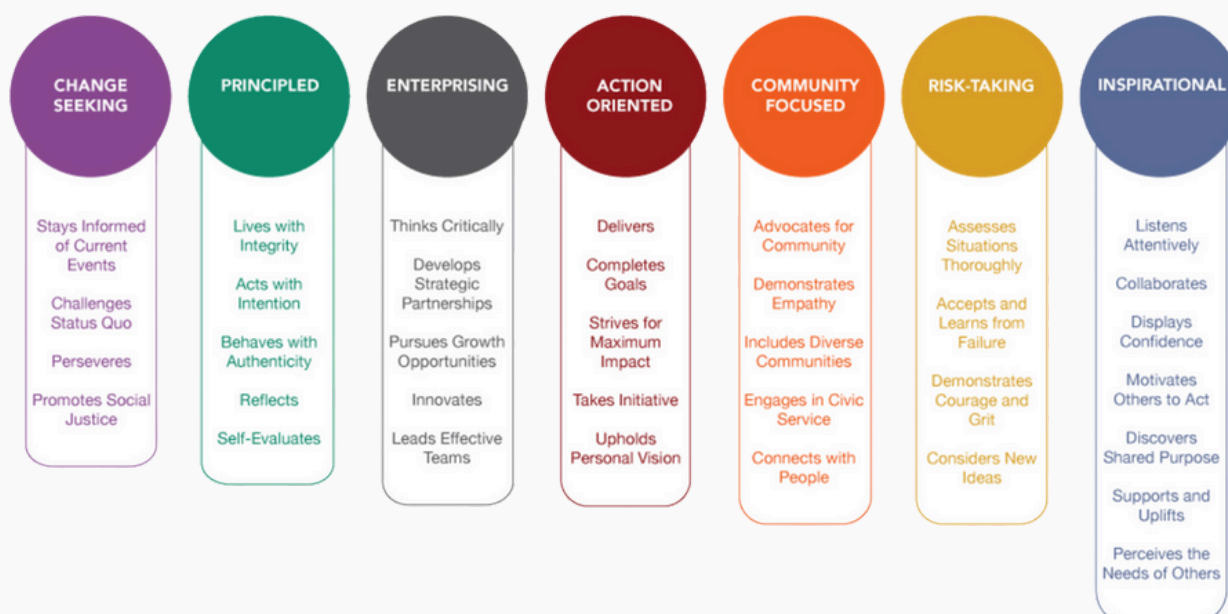 CHANGE
SEEKING
Stays Informed
of Current
Events
Challenges
Status Quo
Perseveres
Promotes Social
Justice
PRINCIPLED
Lives with
Integrity
Acts with
Intention
Behaves with
Authenticity
Reflects
Self-Evaluates
ENTERPRISING
Thinks Critically
Develops
Strategic
Partnerships
Pursues Growth
Opportunities
Innovates
Leads Effective
Teams
ACTION
ORIENTED
Delivers
Completes
Goals
Strives for
Maximum
Impact
Takes Initiative
Upholds
Personal Vision
COMMUNITY
FOCUSED
Advocates for
Community
Demonstrates
Empathy
Includes Diverse
Communities
Engages in Civic
Service
Connects with
People
RISK-TAKING
Assesses
Situations
Thoroughly
Accepts and
Learns from
Failure
Demonstrates
Courage and
Grit
Considers New
Ideas
INSPIRATIONAL
Listens
Attentively
Collaborates
Displays
Confidence
Motivates
Others to Act
Discovers
Shared Purpose
Supports and
Uplifts
Perceives the
Needs of Others